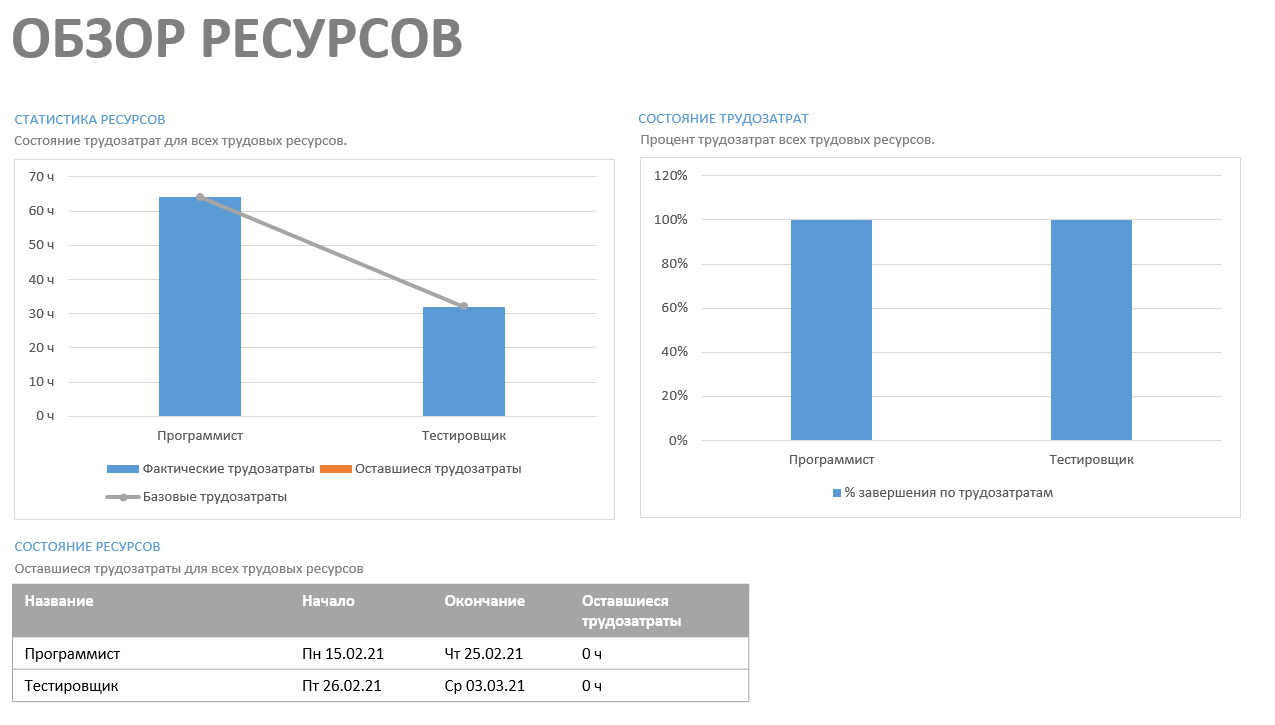 ОБЗОР РЕСУРСОВ
СТАТИСТИКА РЕСУРСОВ
Состояние трудозатрат для всех трудовых ресурсов.
70 ч
60 ч
50 ч
40 ч
30 ч
20 ч
10 ч
0 ч
Программист Тестировщик
Фактические трудозатраты Оставшиеся трудозатраты
Базовые трудозатраты
СОСТОЯНИЕ ТРУДОЗАТРАТ
Процент трудозатрат всех трудовых ресурсов.
120%
100%
80%
60%
40%
20%
0%
Программист Тестировщик
% завершения по трудозатратам
СОСТОЯНИЕ РЕСУРСОВ
Оставшиеся трудозатраты для всех трудовых ресурсов
Название Начало Окончание Оставшиеся
трудозатраты
Программист Пн 15.02.21 Чт 25.02.21 0 ч
Тестировщик Пт 26.02.21 Ср 03.03.21 0 ч